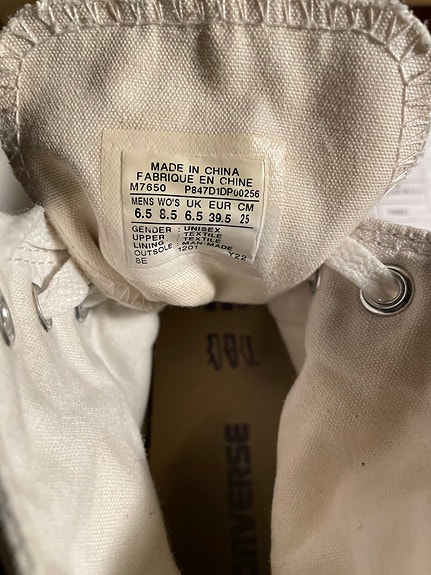 MADE IN CHINA
FABRIQUE EN CHINE
M7650 P847D1DP00256
MENS WO'S UK EUR CM
6.5 8.5 6.5 39.5 25
GENDER : UNISEX
UPPER : TEXTILE
LINING : TEXTILE
OUTSOLE : MAN-MADE
SE 1201 Y22
NVERSE